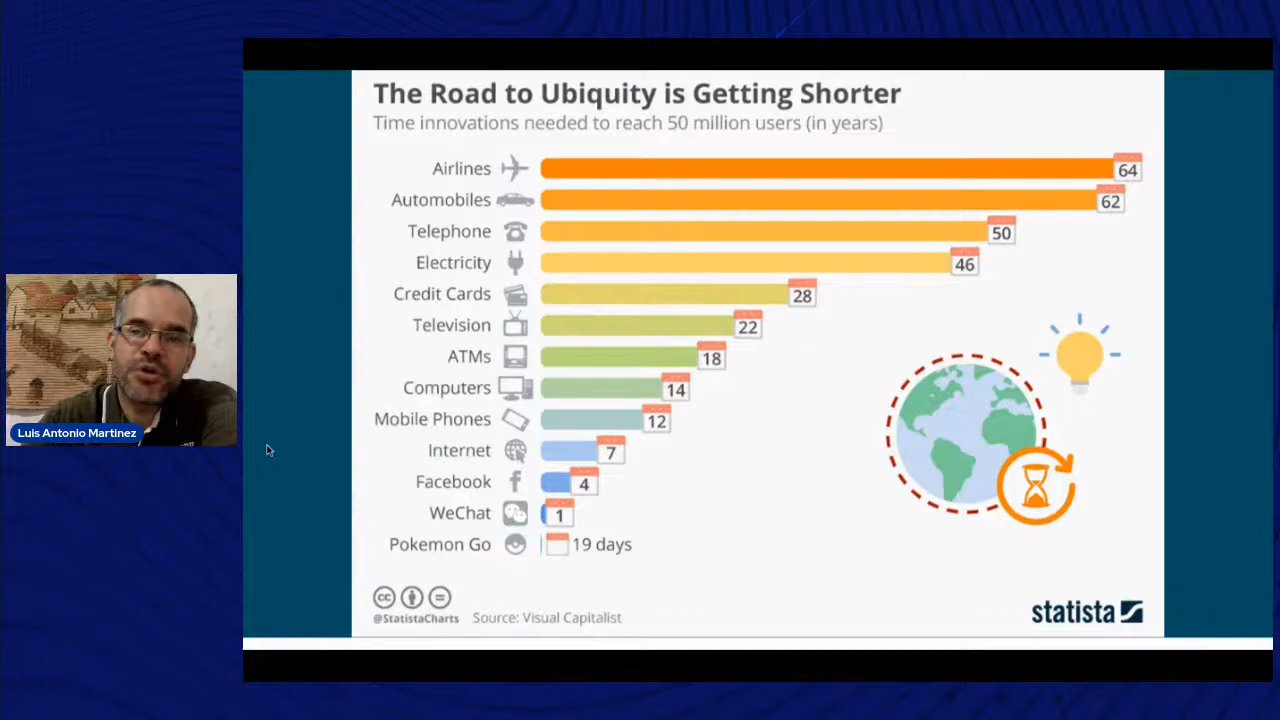 The Road to Ubiquity is Getting Shorter
Time innovations needed to reach 50 million users (in years)
Airlines 64
Automobiles 62
Telephone 50
Electricity 46
Credit Cards 28
Television 22
ATMs 18
Computers 14
Mobile Phones 12
Internet 7
Facebook f 4
WeChat 1
Pokemon Go 19 days
Luis Antonio Martinez
cc
@StatistaCharts Source: Visual Capitalist
statista